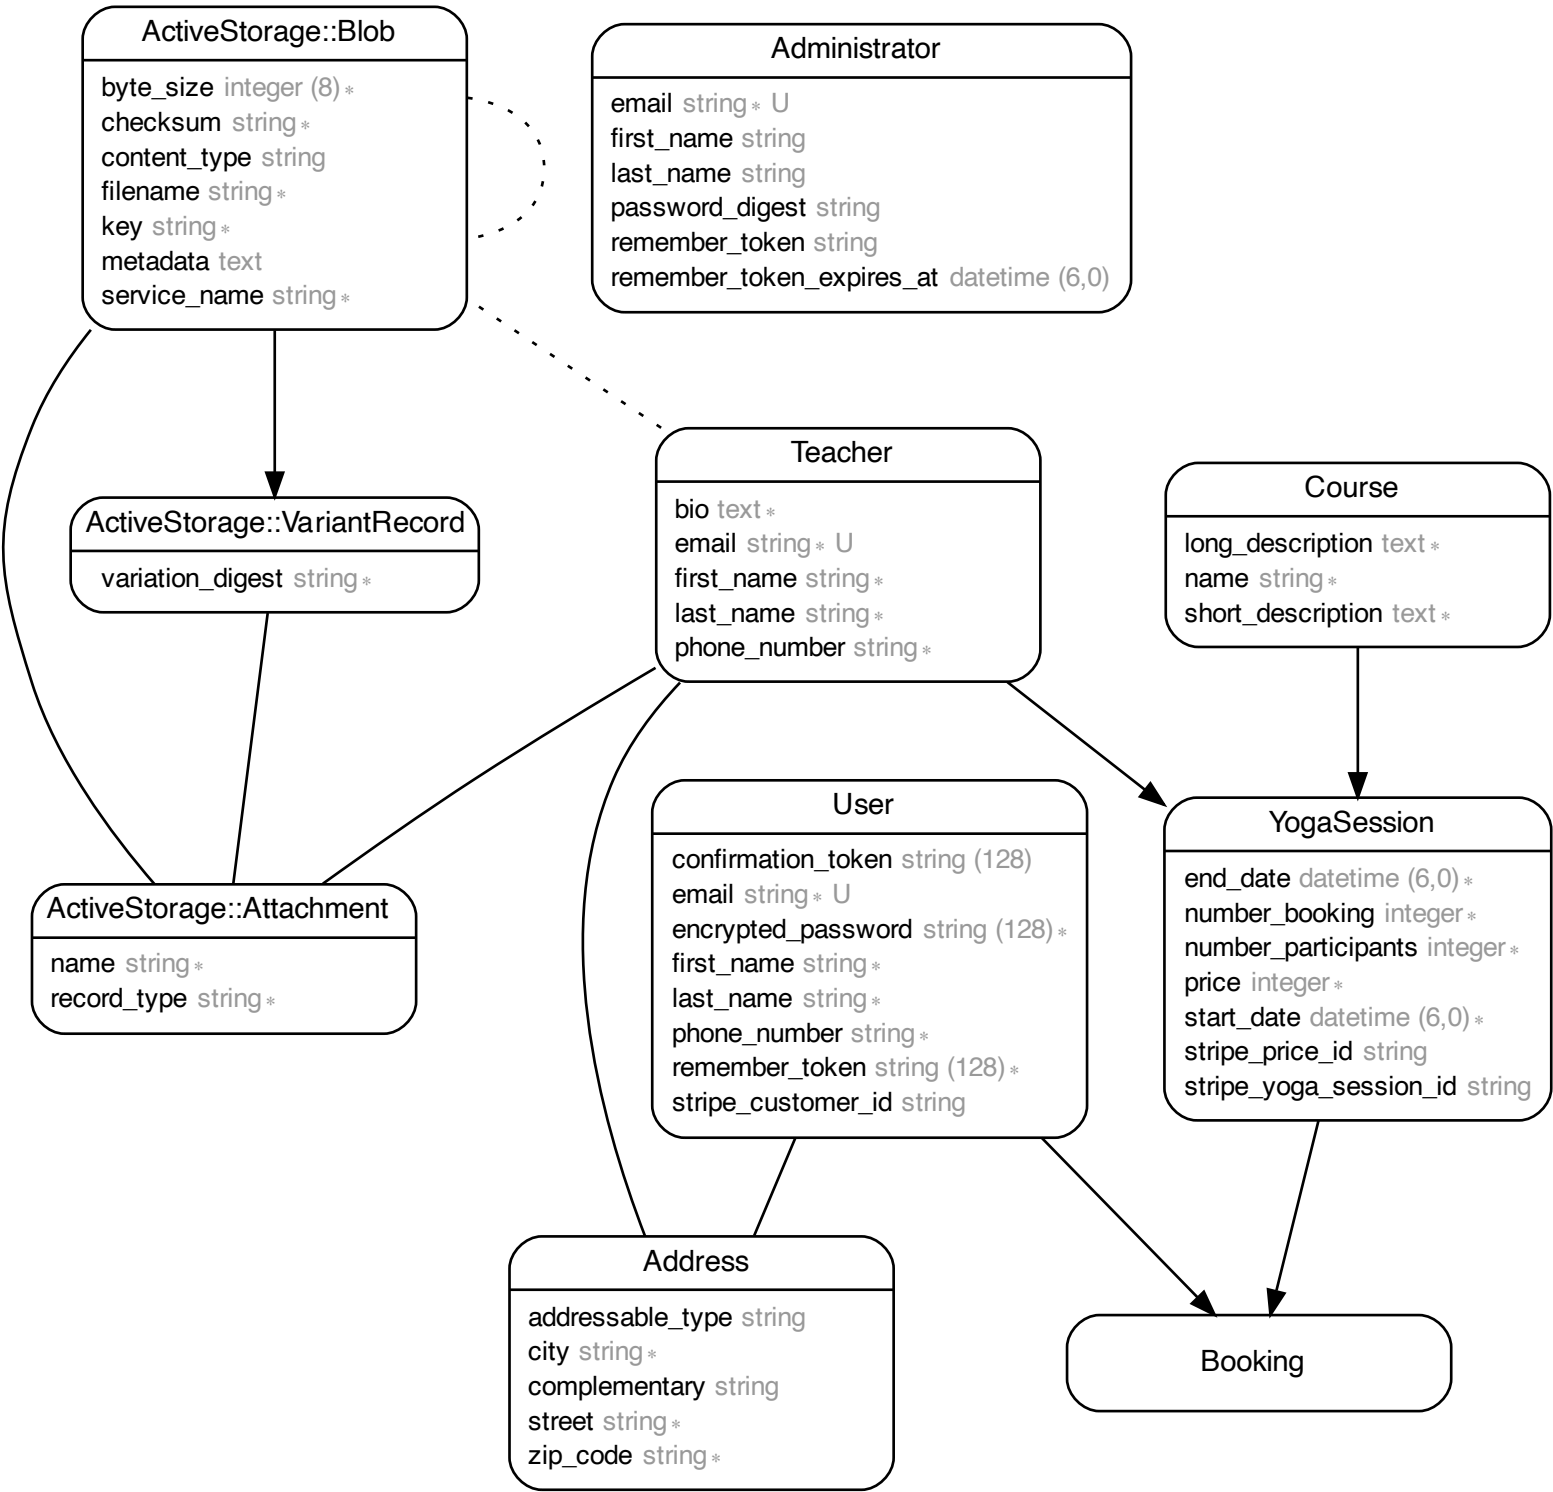 ActiveStorage::Blob
byte_size integer (8) *
checksum string *
content_type string
filename string *
key string *
metadata text
service_name string *
Administrator
email string * U
first_name string
last_name string
password_digest string
remember_token string
remember_token_expires_at datetime (6,0)
Teacher
bio text *
email string * U
first_name string *
last_name string *
phone_number string *
Course
long_description text *
name string *
short_description text *
ActiveStorage::VariantRecord
variation_digest string *
User
confirmation_token string (128)
email string * U
encrypted_password string (128) *
first_name string *
last_name string *
phone_number string *
remember_token string (128) *
stripe_customer_id string
YogaSession
end_date datetime (6,0) *
number_booking integer *
number_participants integer *
price integer *
start_date datetime (6,0) *
stripe_price_id string
stripe_yoga_session_id string
ActiveStorage::Attachment
name string *
record_type string *
Address
addressable_type string
city string *
complementary string
street string *
zip_code string *
Booking